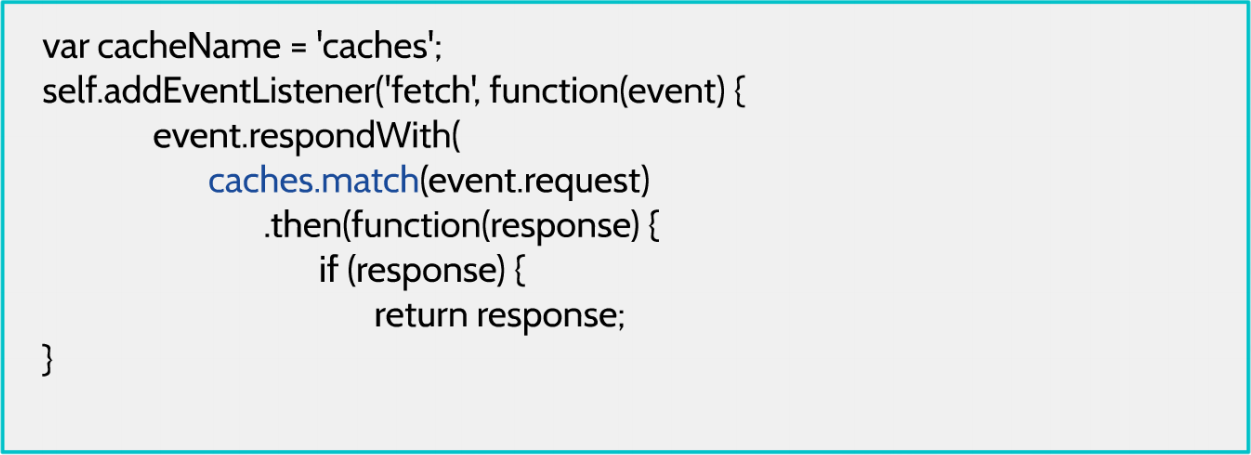 var cacheName = 'caches';
self.addEventListener('fetch', function(event) {
event.respondWith(
caches.match(event.request)
.then(function(response) {
if (response) {
return response;
}